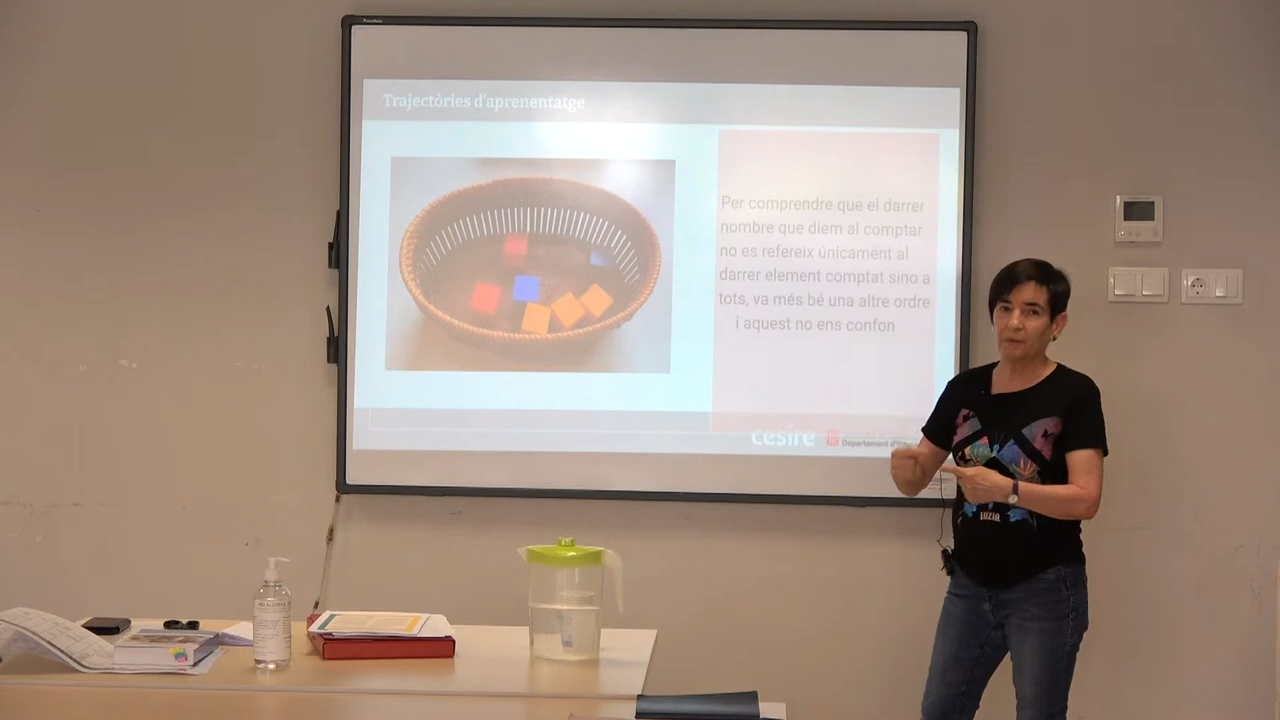 Trajectòries d'aprenentatge
Per comprendre que el darrer
nombre que diem al comptar
no es refereix únicament al
darrer element comptat sino a
tots, va més bé una altre ordre
i aquest no ens confon
cesire
LUZIA